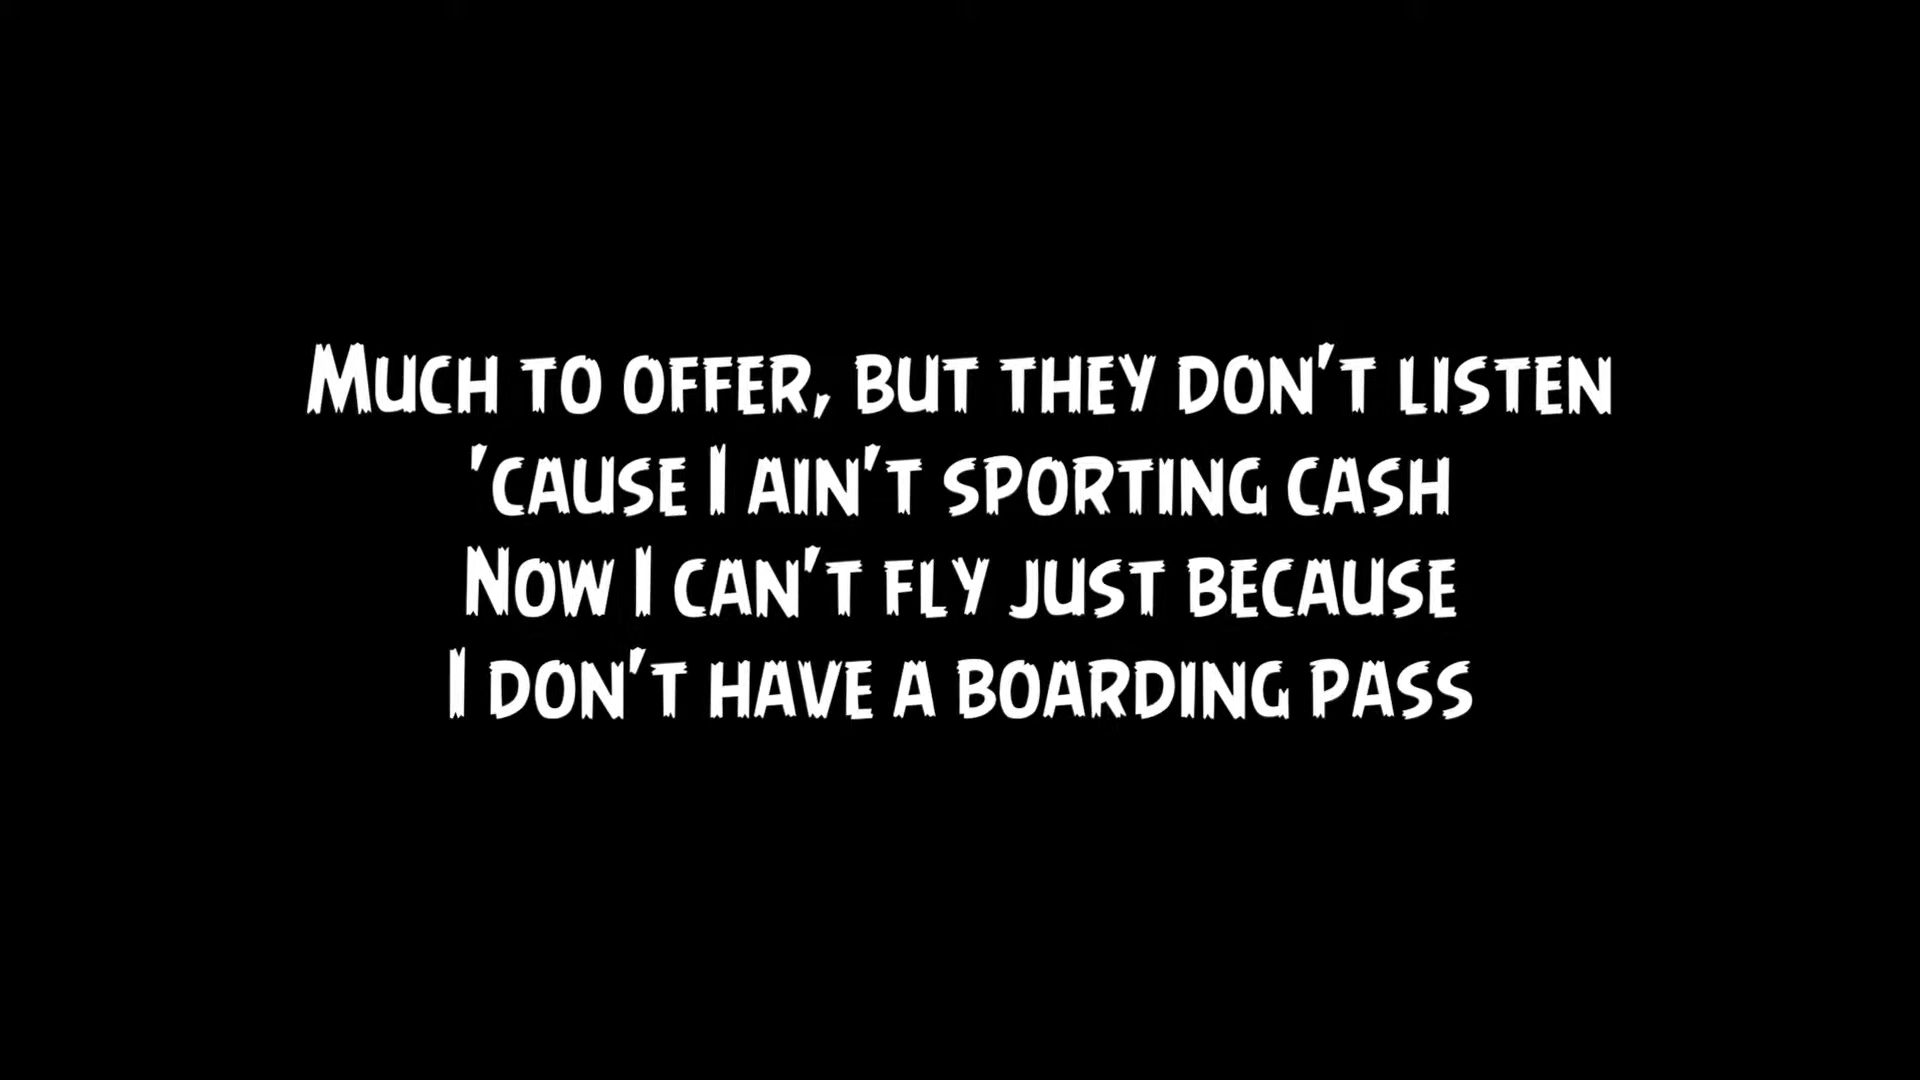 Much to offer, but they don't listen
'cause I ain't sporting cash
Now I can't fly just because
I don't have a boarding pass